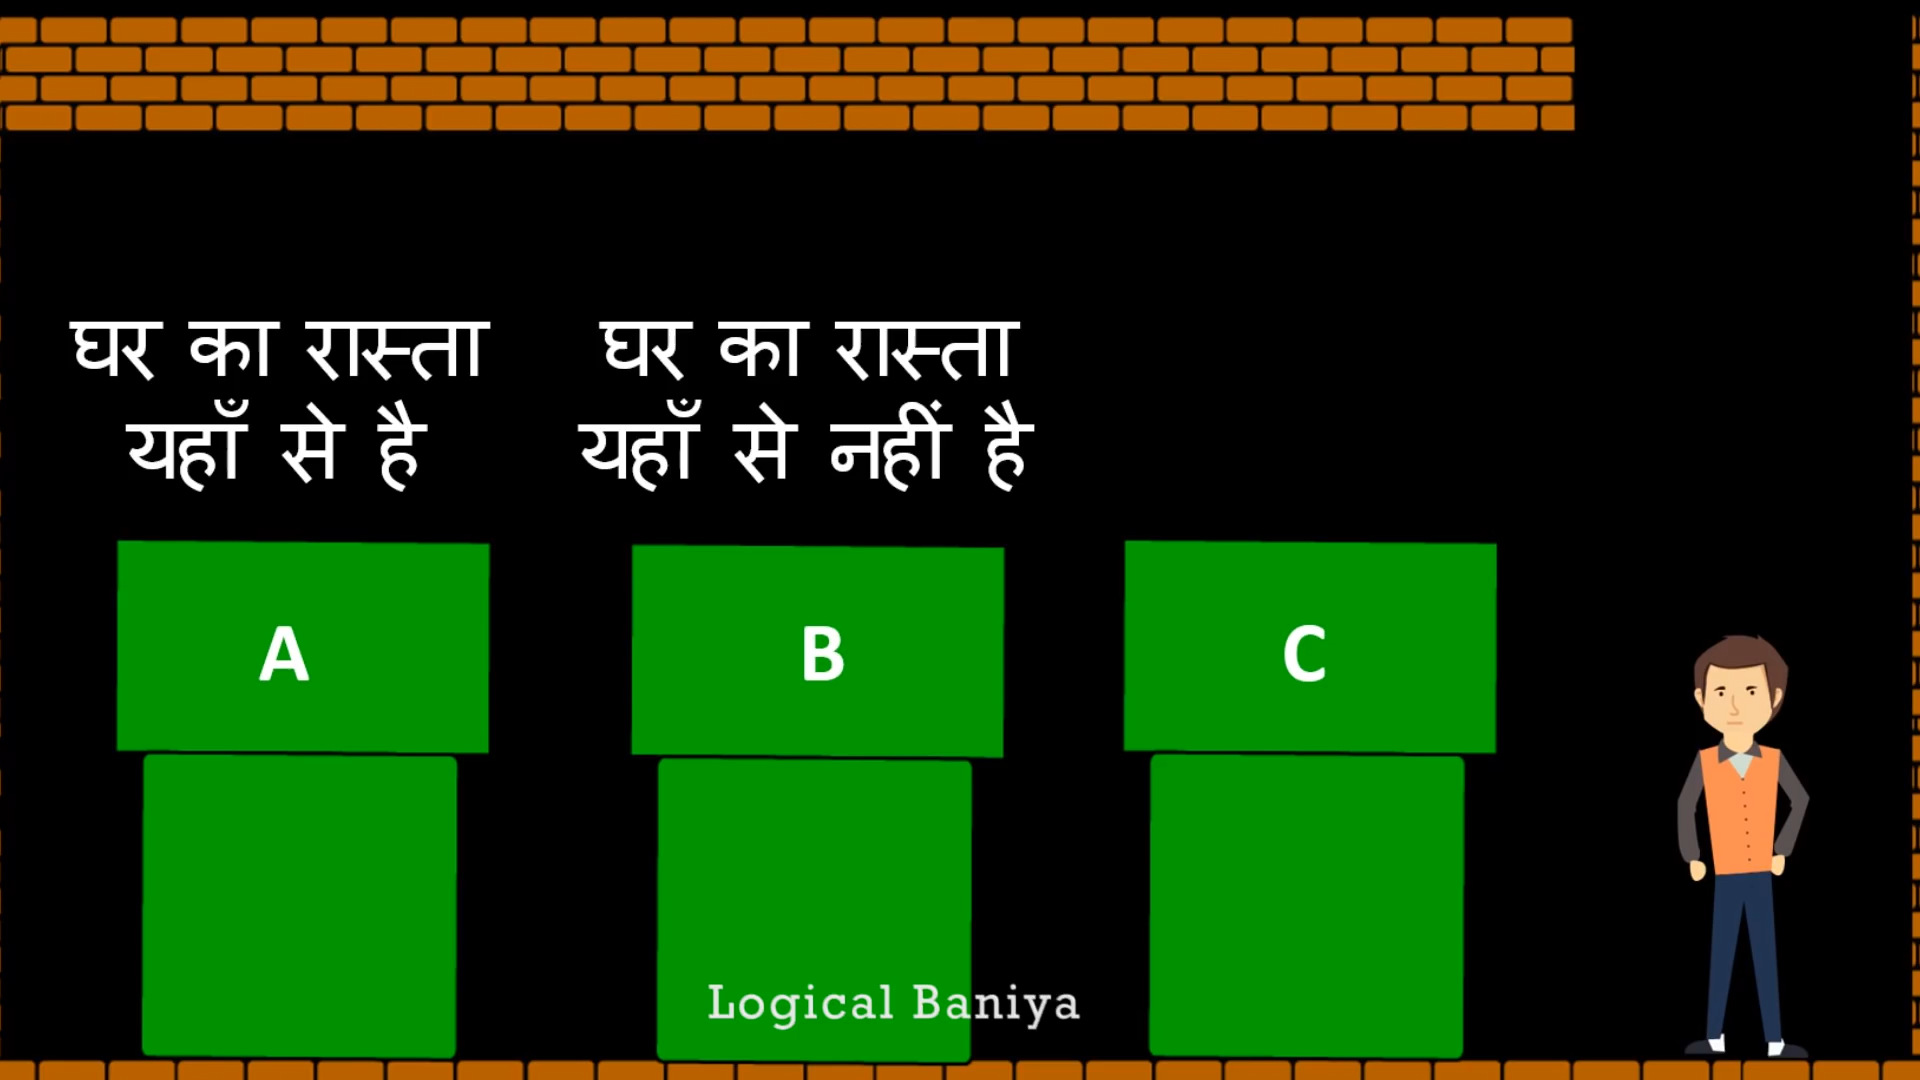 घर का रास्ता
यहाँ से है
घर का रास्ता
यहाँ से नहीं है
A
B
C
Logical Baniya